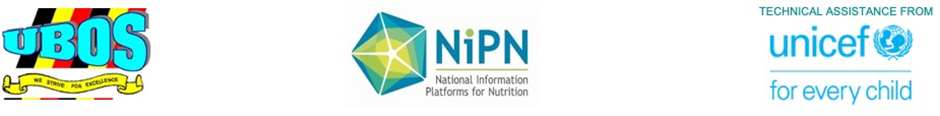 UBOS
WE STRIVE FOR EXCELLENCE
NiPN
National Information
Platforms for Nutrition
TECHNICAL ASSISTANCE FROM
unicef
for every child